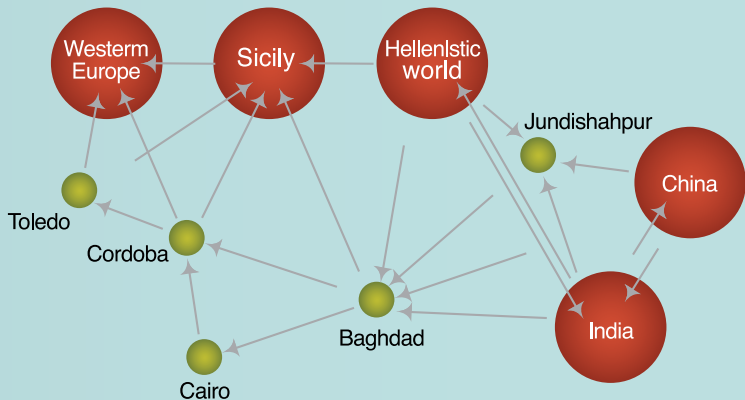 Westerm
Europe
Sicily
HellenIstic
world
Jundishahpur
China
Toledo
Cordoba
Baghdad
India
Cairo